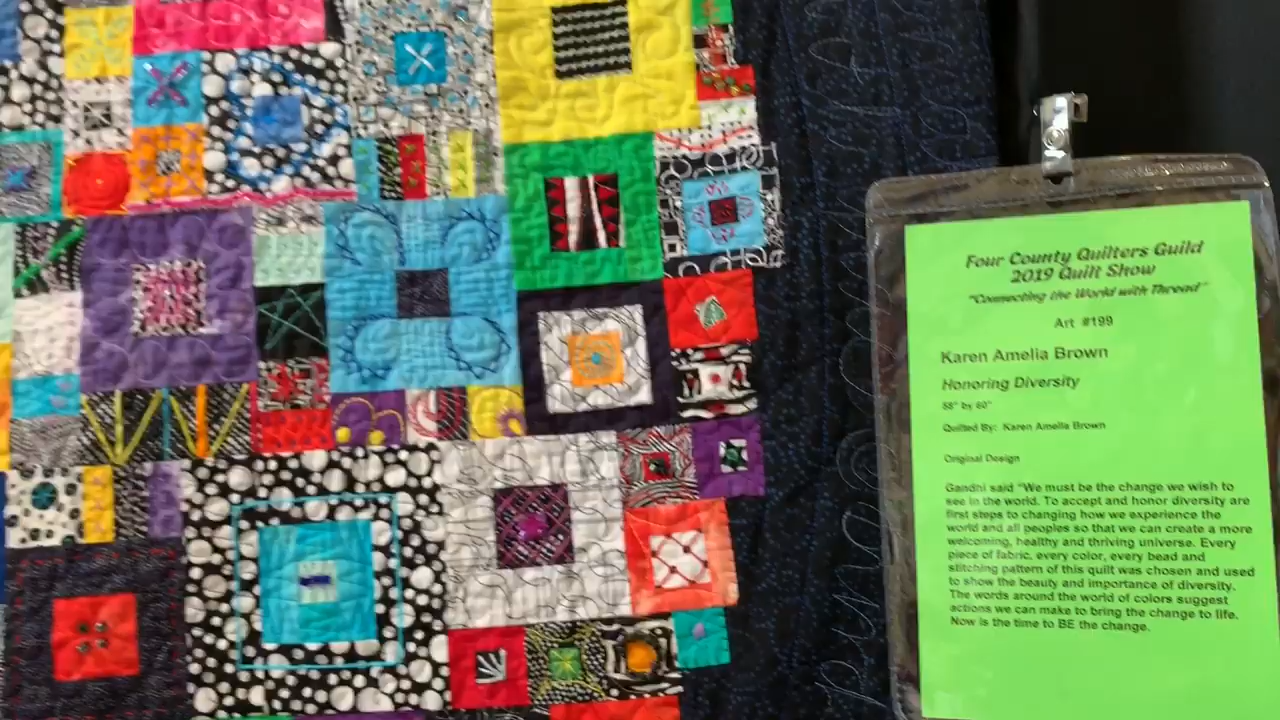 Four County Quilters Guild
2019 Quilt Show
"Connecting the World with Thread"
Art #199
Karen Amelia Brown
Honoring Diversity
Quilted By: Karen Amelia Brown
Original Design
Gandhi said "We must be the change we wish to
see in the world. To accept and honor diversity are
first steps to changing how we experience the
world and all peoples so that we can create a more
welcoming, healthy and thriving universe. Every
piece of fabric, every color, every bead and
stitching pattern of this quilt was chosen and used
to show the beauty and importance of diversity.
The words around the world of colors suggest
actions we can make to bring the change to life.
Now is the time to BE the change.